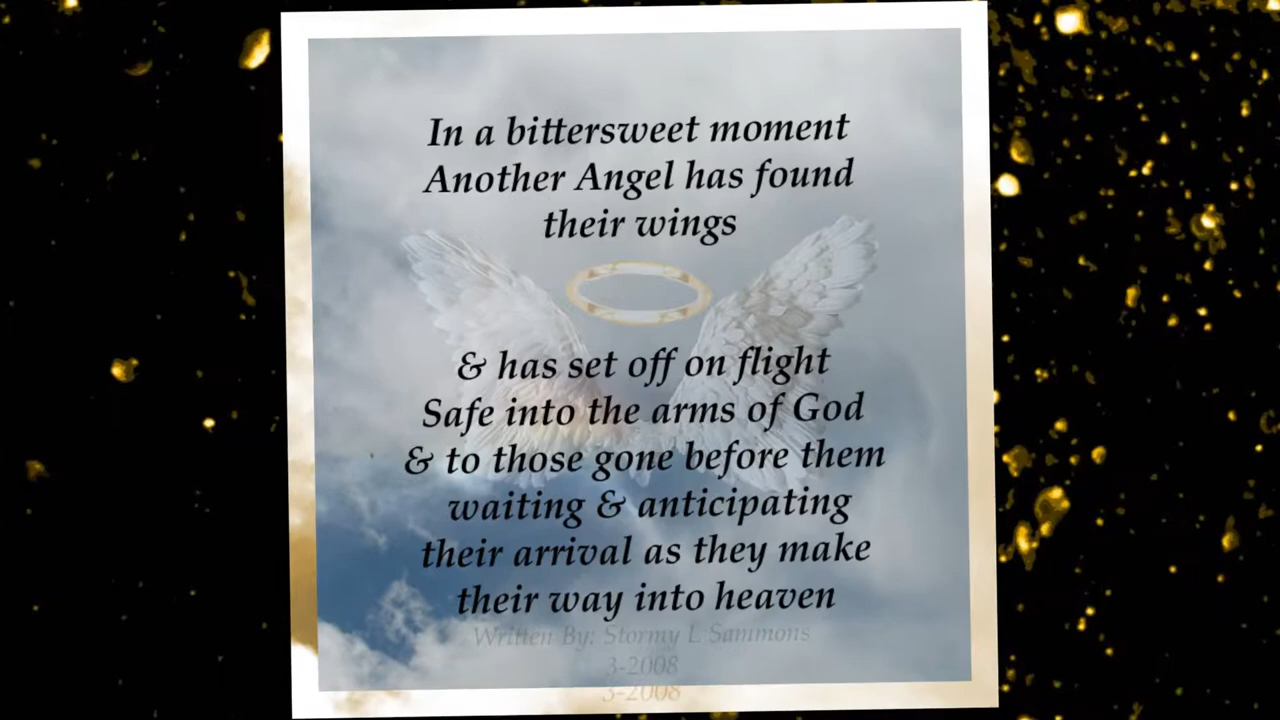 In a bittersweet moment
Another Angel has found
their wings
& has set off on flight
Safe into the arms of God
& to those gone before them
waiting & anticipating
their arrival as they make
their way into heaven
Written By: Stormy L Sammons
3-2008
3-2008